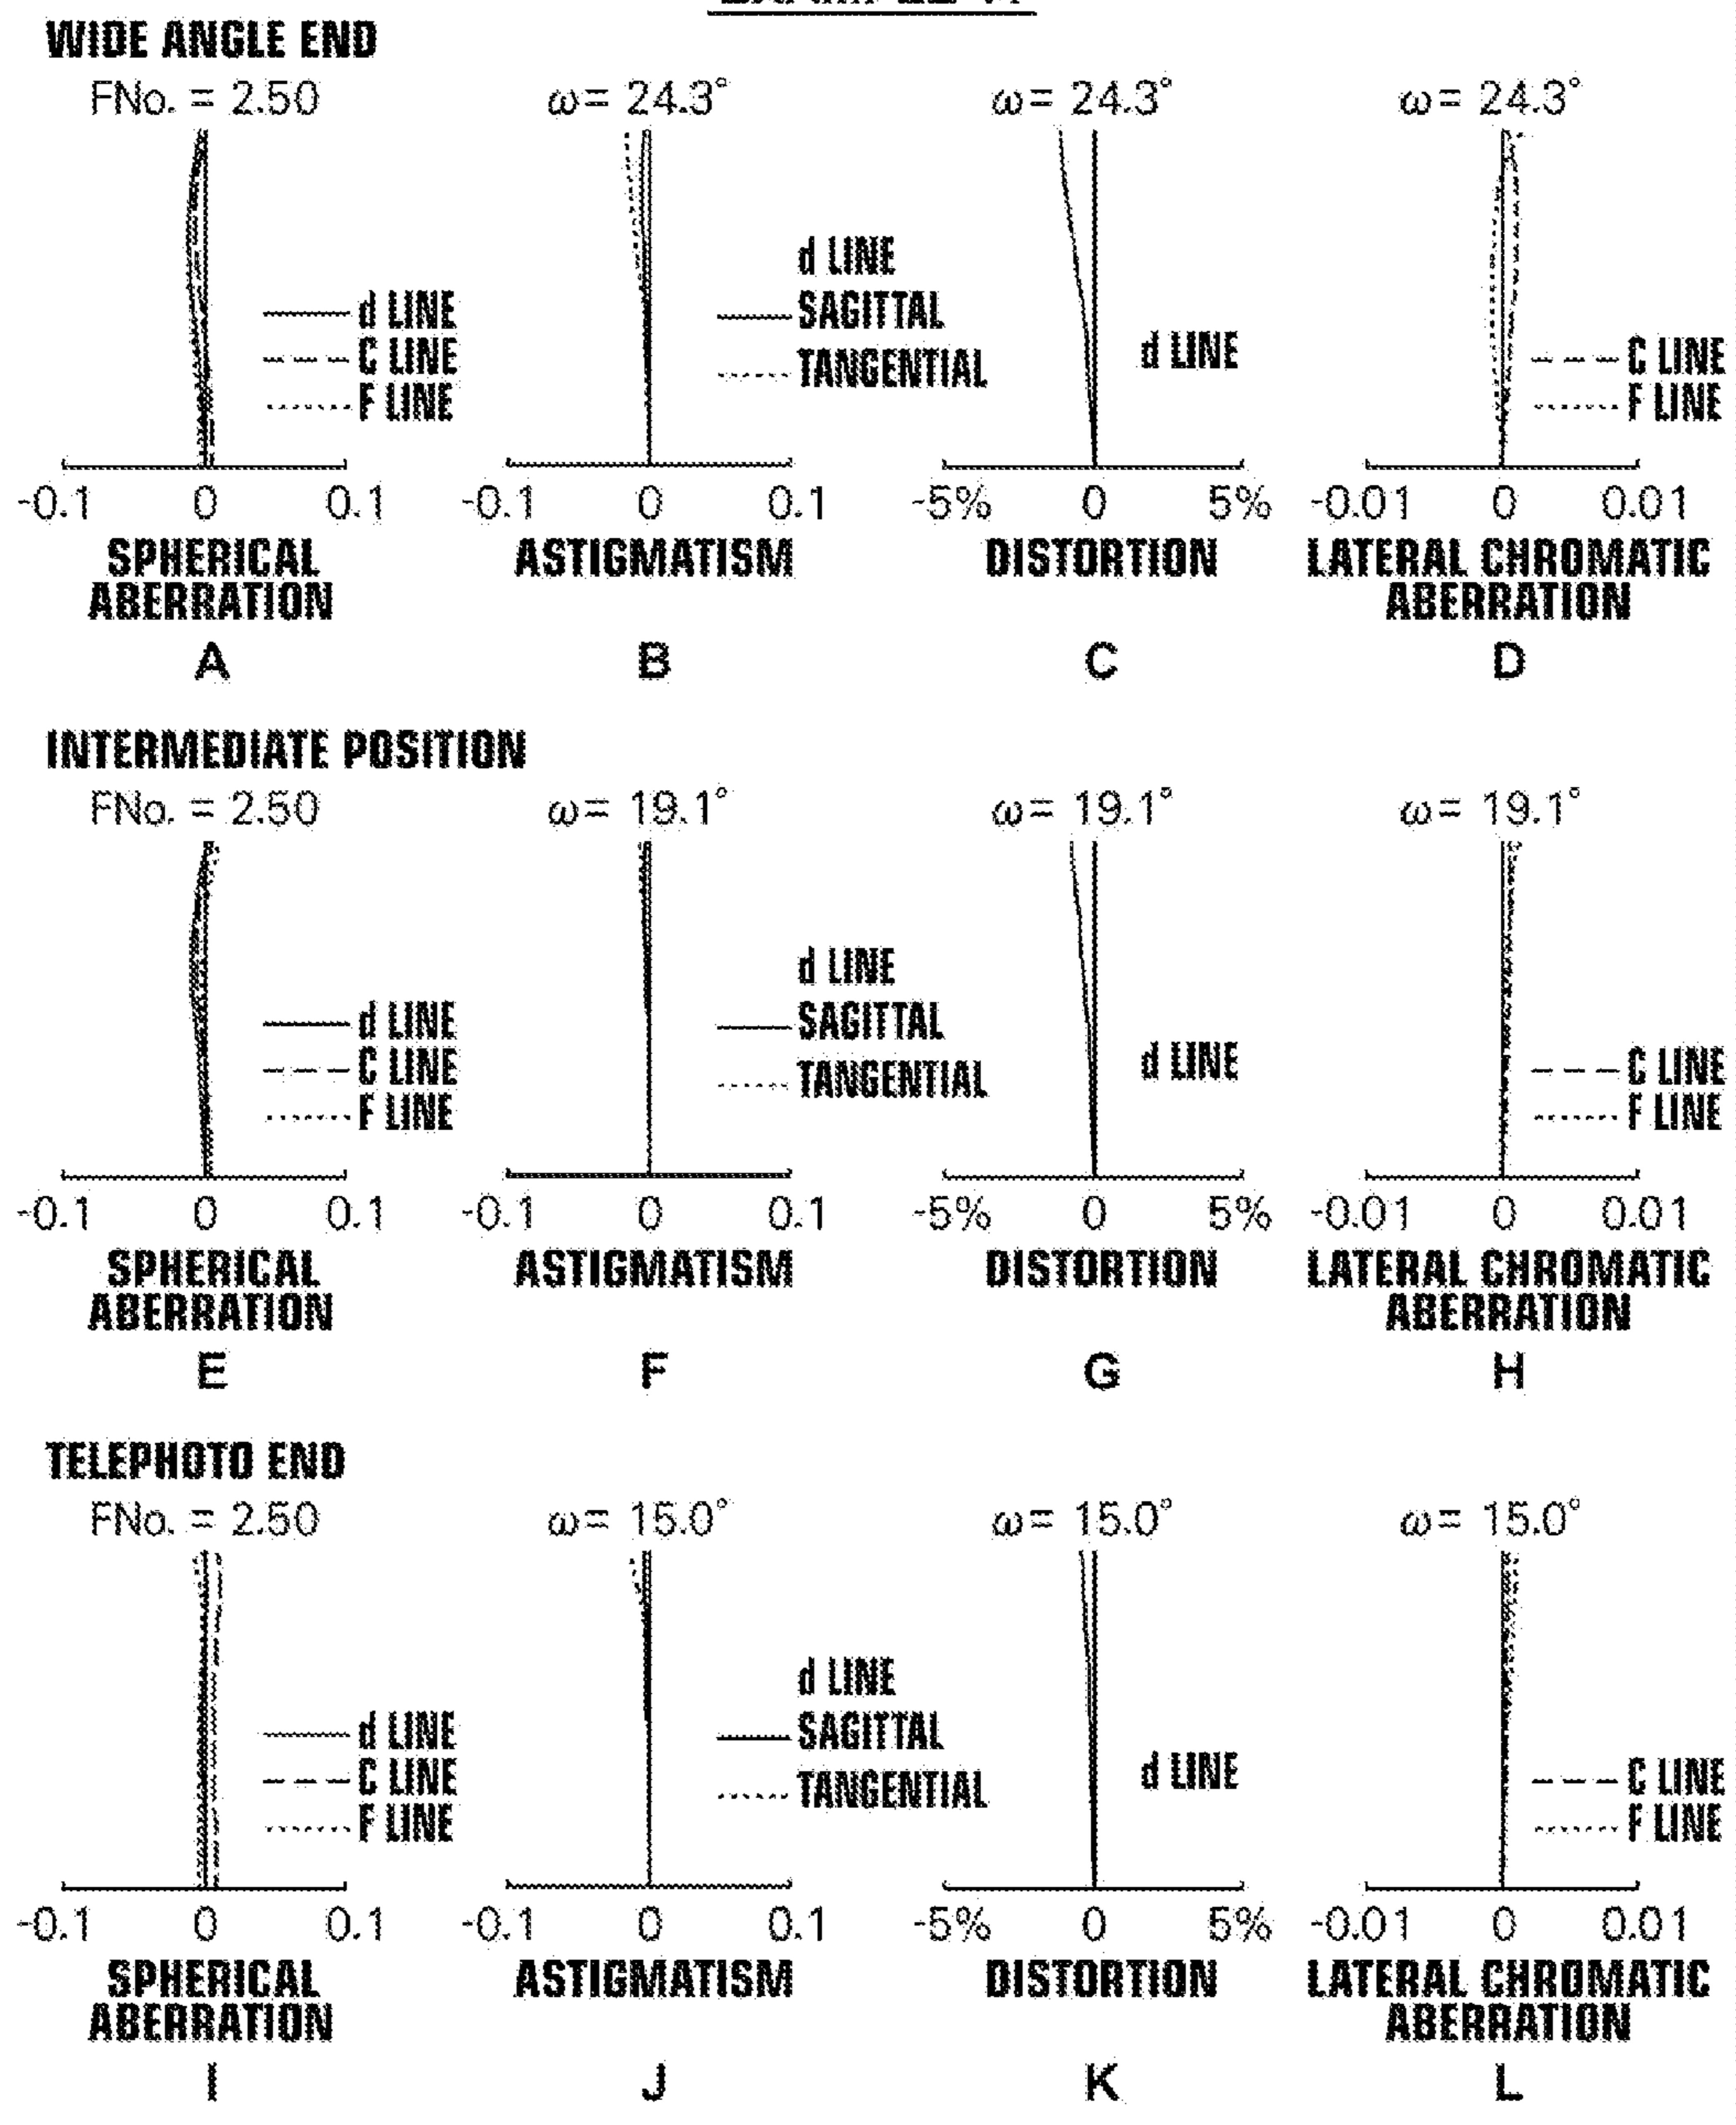 WIDE ANGLE END
FNo. = 2.50
ω= 24.3°
ω= 24.3°
ω= 24.3°
d LINE
C LINE
F LINE
d LINE
SAGITTAL
TANGENTIAL
d LINE
C LINE
F LINE
-0.1 0 0.1
-0.1 0 0.1
-5% 0 5%
-0.01 0 0.01
SPHERICAL
ABERRATION
ASTIGMATISM
DISTORTION
LATERAL CHROMATIC
ABERRATION
A
B
C
D
INTERMEDIATE POSITION
FNo. = 2.50
ω= 19.1°
ω= 19.1°
ω= 19.1°
d LINE
C LINE
F LINE
d LINE
SAGITTAL
TANGENTIAL
d LINE
C LINE
F LINE
-0.1 0 0.1
-0.1 0 0.1
-5% 0 5%
-0.01 0 0.01
SPHERICAL
ABERRATION
ASTIGMATISM
DISTORTION
LATERAL CHROMATIC
ABERRATION
E
F
G
H
TELEPHOTO END
FNo. = 2.50
ω= 15.0°
ω= 15.0°
ω= 15.0°
d LINE
C LINE
F LINE
d LINE
SAGITTAL
TANGENTIAL
d LINE
C LINE
F LINE
-0.1 0 0.1
-0.1 0 0.1
-5% 0 5%
-0.01 0 0.01
SPHERICAL
ABERRATION
ASTIGMATISM
DISTORTION
LATERAL CHROMATIC
ABERRATION
I
J
K
L